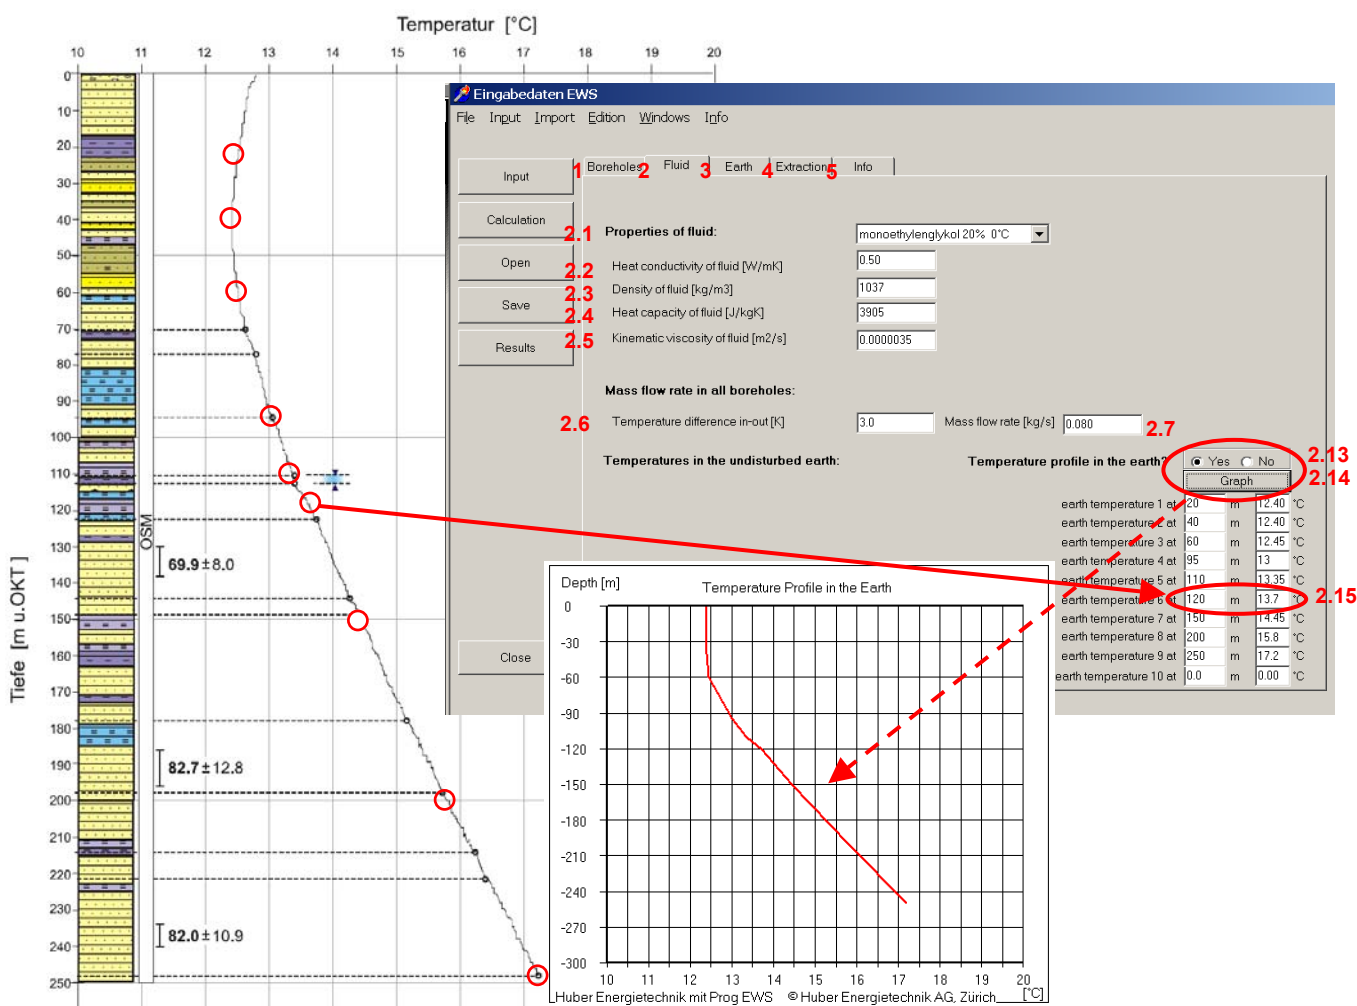 Temperatur [°C]
10 11 12 13 14 15 16 17 18 19 20
Tiefe [m u.OKT]
0
10
20
30
40
50
60
70
80
90
100
110
120
130
140
150
160
170
180
190
200
210
220
230
240
250
OSM
69.9 ± 8.0
82.7 ± 12.8
82.0 ± 10.9
Eingabedaten EWS
File Input Import Edition Windows Info
Input
Calculation
Open
Save
Results
Close
1 Boreholes 2 Fluid 3 Earth 4 Extraction 5 Info
2.1 Properties of fluid: monoethylenglykol 20% 0°C
2.2 Heat conductivity of fluid [W/mK] 0.50
2.3 Density of fluid [kg/m3] 1037
2.4 Heat capacity of fluid [J/kgK] 3905
2.5 Kinematic viscosity of fluid [m2/s] 0.0000035
Mass flow rate in all boreholes:
2.6 Temperature difference in-out [K] 3.0 Mass flow rate [kg/s] 0.080 2.7
Temperatures in the undisturbed earth: Temperature profile in the earth? Yes No 2.13
Graph 2.14
earth temperature 1 at 20 m 12.40 °C
earth temperature 2 at 40 m 12.40 °C
earth temperature 3 at 60 m 12.45 °C
earth temperature 4 at 95 m 13 °C
earth temperature 5 at 110 m 13.35 °C
earth temperature 6 at 120 m 13.7 °C 2.15
earth temperature 7 at 150 m 14.45 °C
earth temperature 8 at 200 m 15.8 °C
earth temperature 9 at 250 m 17.2 °C
earth temperature 10 at 0.0 m 0.00 °C
Depth [m] Temperature Profile in the Earth
0
-30
-60
-90
-120
-150
-180
-210
-240
-270
-300
10 11 12 13 14 15 16 17 18 19 20
[°C]
Huber Energietechnik mit Prog EWS © Huber Energietechnik AG, Zürich